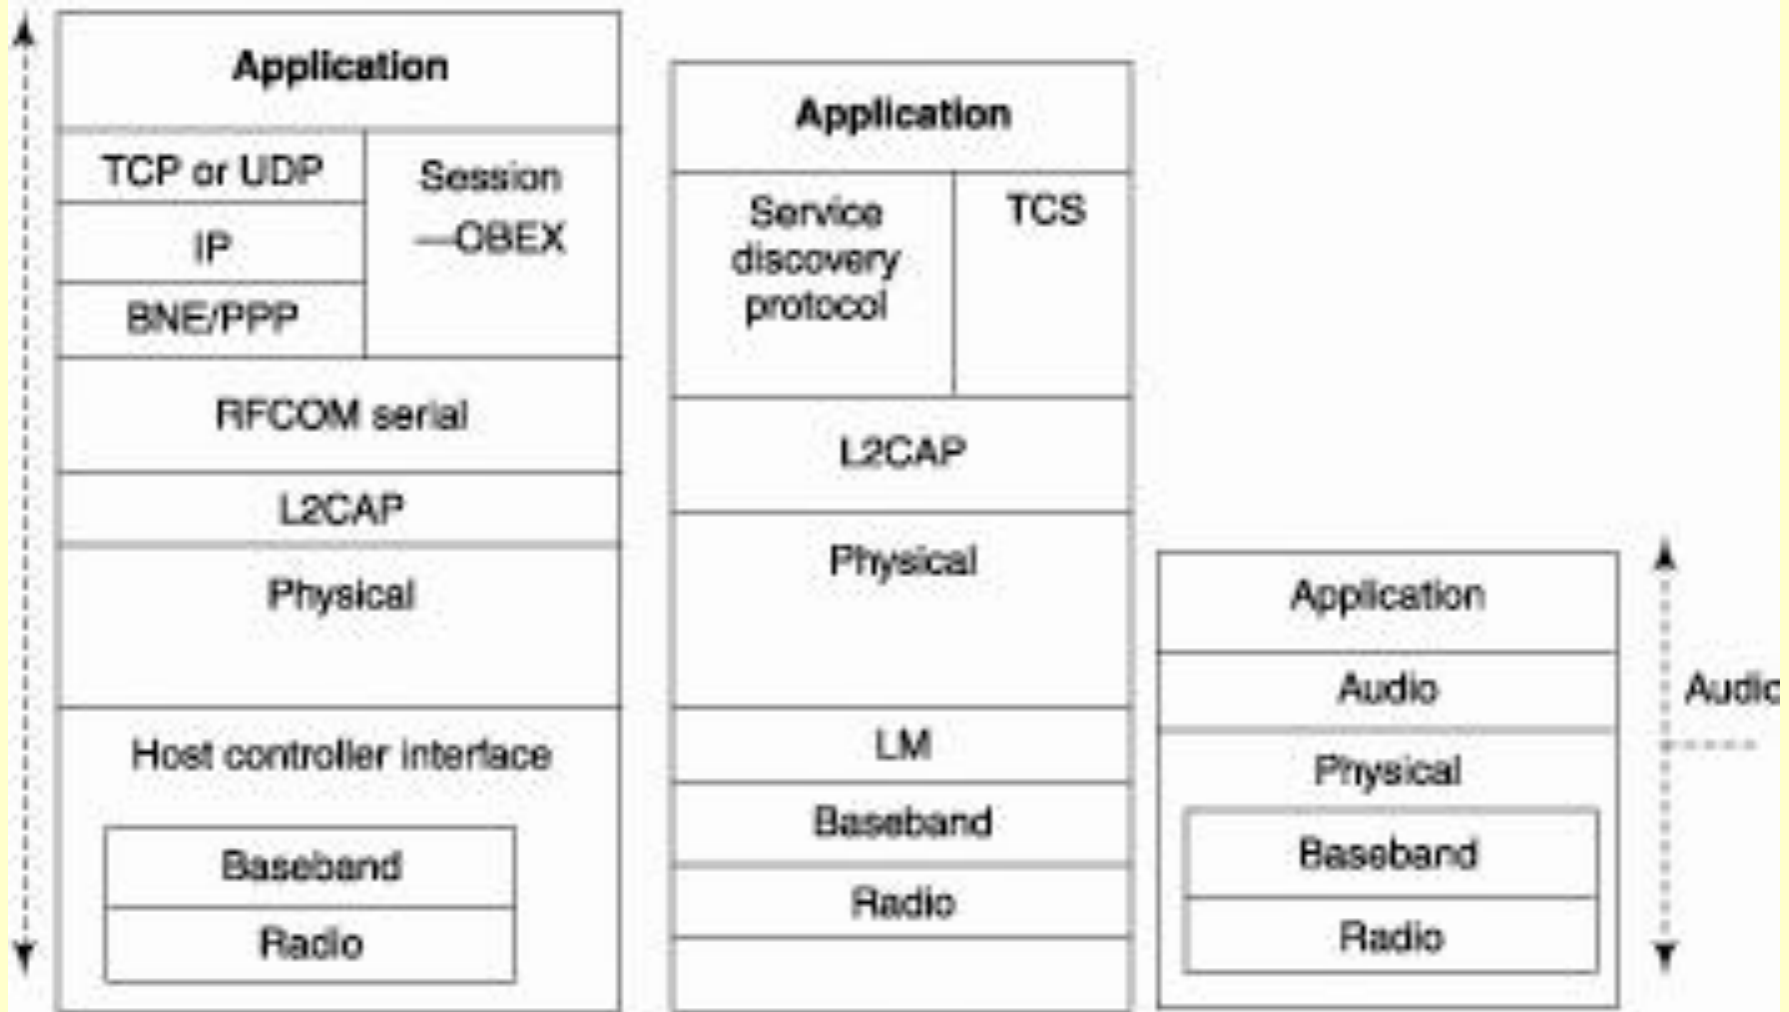 Application
TCP or UDP
IP
BNE/PPP
Session
—OBEX
RFCOM serial
L2CAP
Physical
Host controller interface
Baseband
Radio
Application
Service
discovery
protocol
TCS
L2CAP
Physical
LM
Baseband
Radio
Application
Audio
Physical
Baseband
Radio
Audio